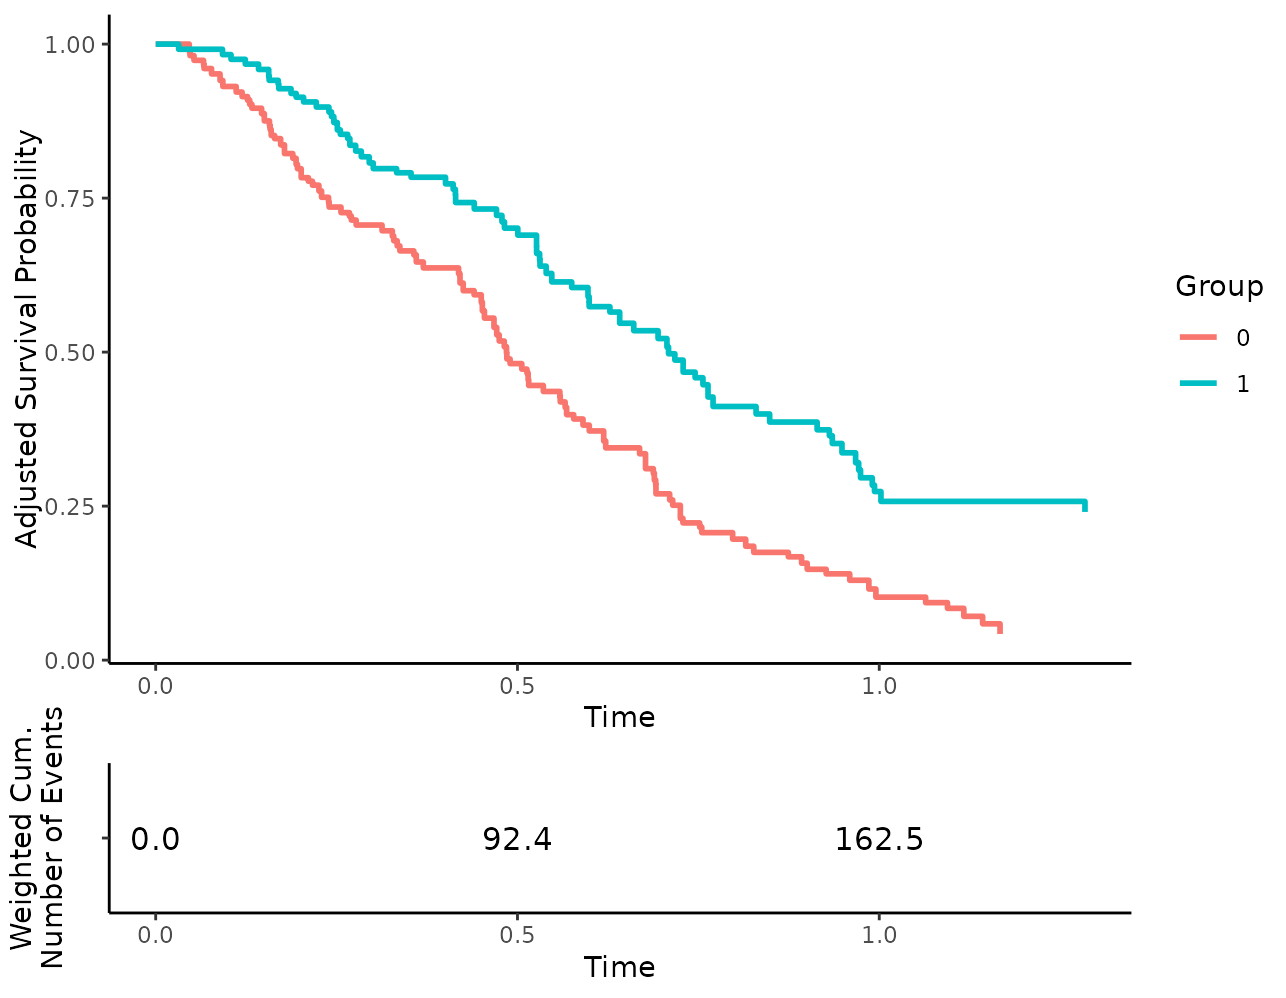 Adjusted Survival Probability
1.00
0.75
0.50
0.25
0.00
0.0 0.5 1.0
Time
Group
0
1
Weighted Cum.
Number of Events
0.0 92.4 162.5
0.0 0.5 1.0
Time